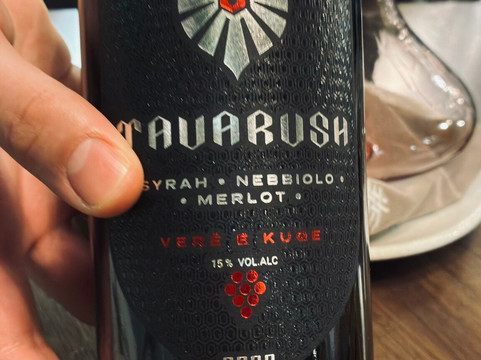 TAVARUSH
SYRAH • NEBBIOLO •
• MERLOT •
VERË E KUQE
15% VOL.ALC